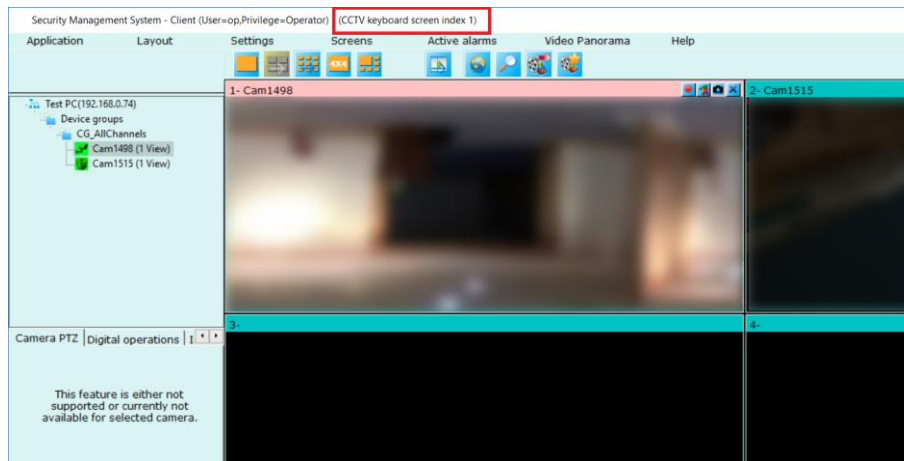 Security Management System - Client (User=op,Privilege=Operator) (CCTV keyboard screen index 1)
Application Layout Settings Screens Active alarms Video Panorama Help
4X4
1- Cam1498
2- Cam1515
Test PC(192.168.0.74)
Device groups
CG_AllChannels
Cam1498 (1 View)
Cam1515 (1 View)
3-
4-
Camera PTZ Digital operations
This feature is either not
supported or currently not
available for selected camera.